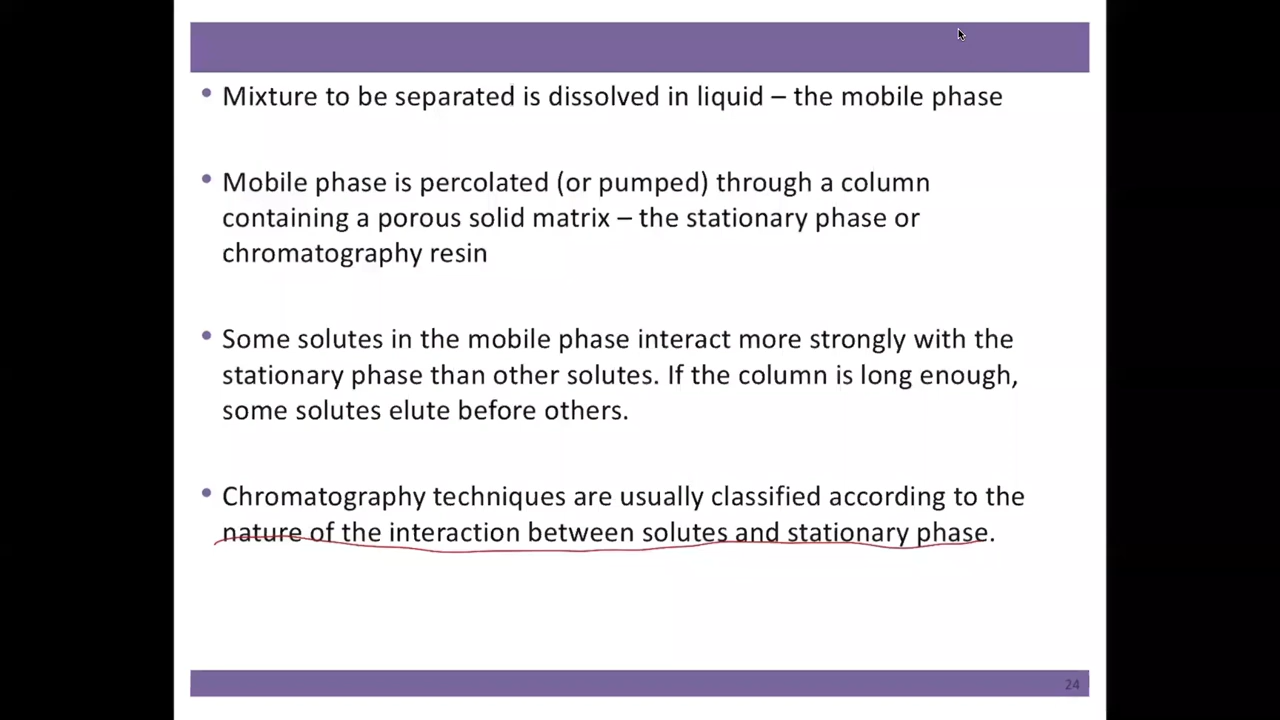 • Mixture to be separated is dissolved in liquid – the mobile phase
• Mobile phase is percolated (or pumped) through a column
containing a porous solid matrix – the stationary phase or
chromatography resin
• Some solutes in the mobile phase interact more strongly with the
stationary phase than other solutes. If the column is long enough,
some solutes elute before others.
• Chromatography techniques are usually classified according to the
nature of the interaction between solutes and stationary phase.
24